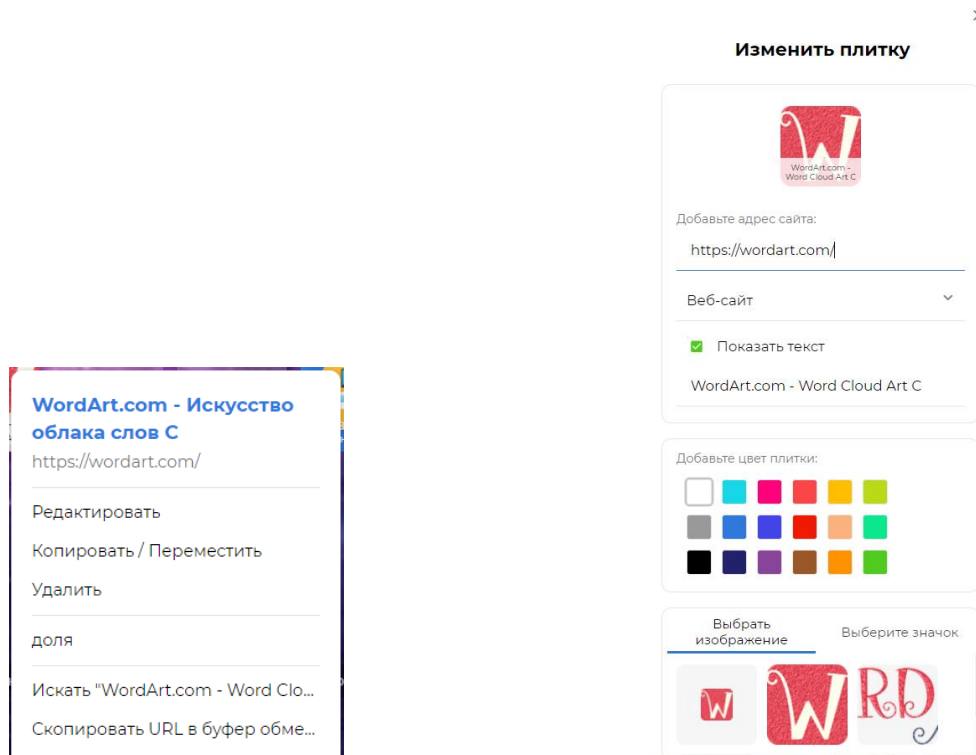 WordArt.com - Искусство
облака слов C
https://wordart.com/
Редактировать
Копировать / Переместить
Удалить
доля
Искать "WordArt.com - Word Clo...
Скопировать URL в буфер обме...
Изменить плитку
WordArt.com -
Word Cloud Art C
Добавьте адрес сайта:
https://wordart.com/
Веб-сайт
Показать текст
WordArt.com - Word Cloud Art C
Добавьте цвет плитки:
Выбрать
изображение
Выберите значок
W
W
RD